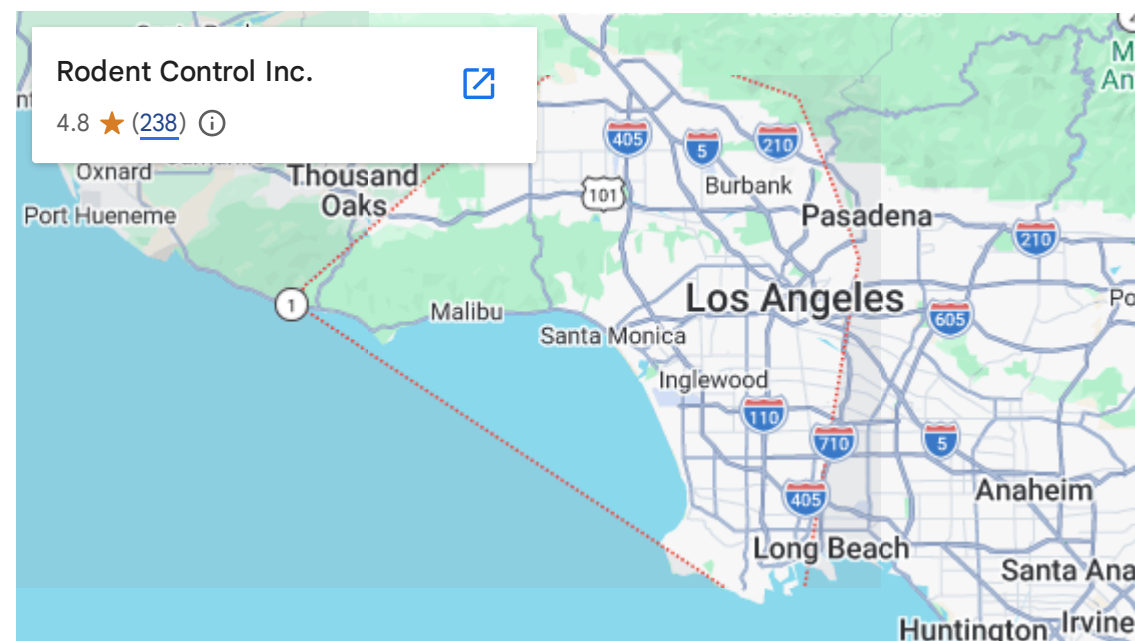 Rodent Control Inc.
4.8 ★ (238)
405
5
210
Oxnard
Thousand
Oaks
101
Burbank
Port Hueneme
Pasadena
210
1
Malibu
Los Angeles
605
Santa Monica
Inglewood
110
710
5
405
Anaheim
Long Beach
Santa Ana
Huntington
Irvine